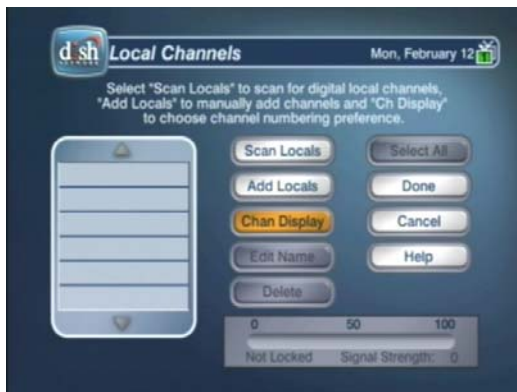 dish
NETWORK
Local Channels
Mon, February 12
Select "Scan Locals" to scan for digital local channels,
"Add Locals" to manually add channels and "Ch Display"
to choose channel numbering preference.
Scan Locals
Select All
Add Locals
Done
Chan Display
Cancel
Edit Name
Help
Delete
0 50 100
Not Locked Signal Strength: 0